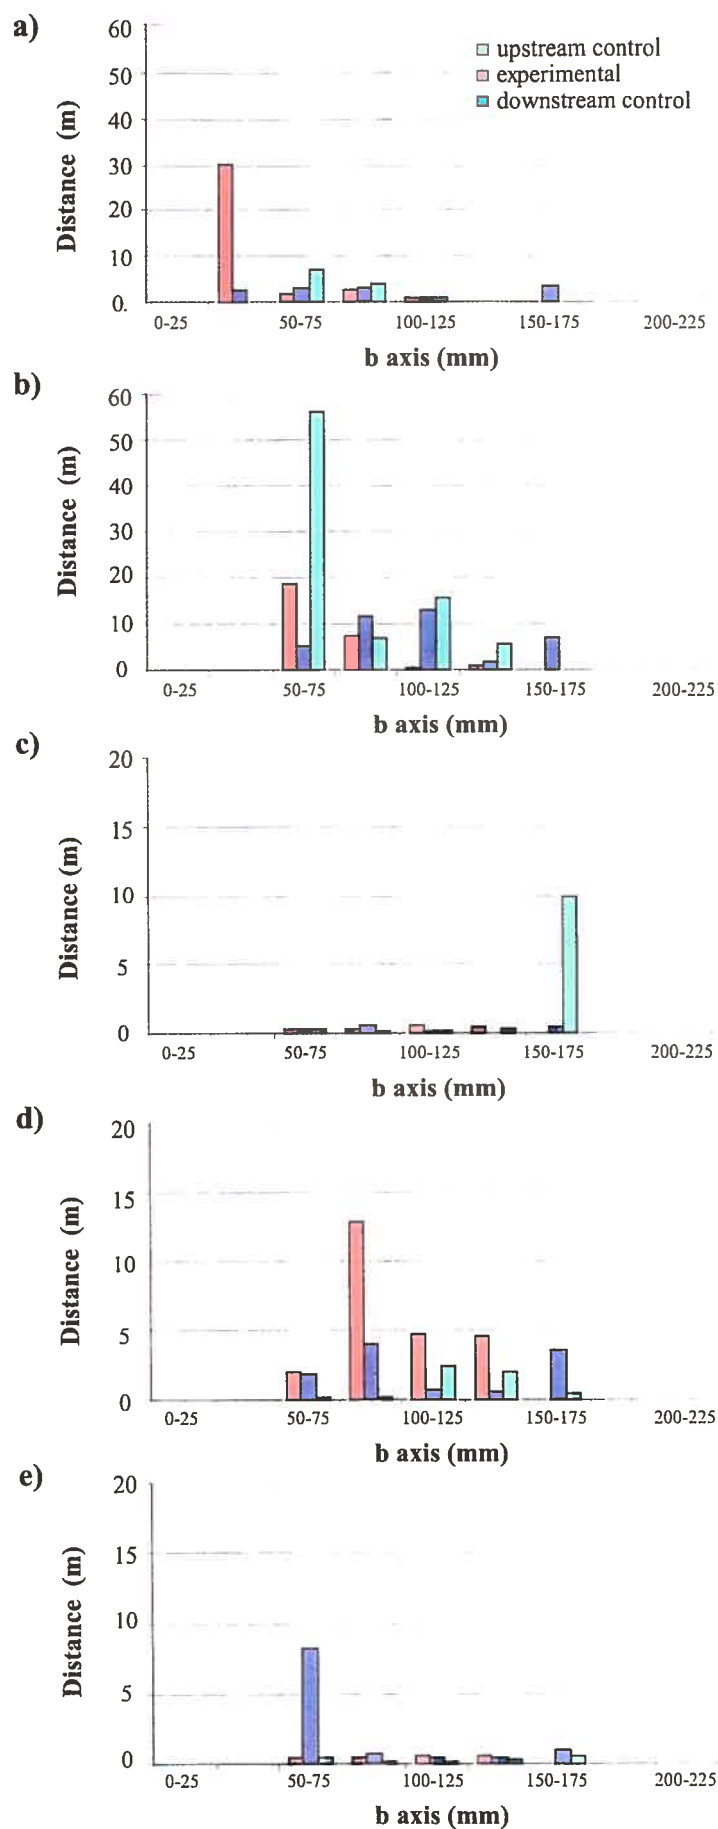 a)
60
50
40
30
20
10
0.
Distance (m)
upstream control
experimental
downstream control
0-25 50-75 100-125 150-175 200-225
b axis (mm)
b)
60
50
40
30
20
10
0
Distance (m)
0-25 50-75 100-125 150-175 200-225
b axis (mm)
c)
20
15
10
5
0
Distance (m)
0-25 50-75 100-125 150-175 200-225
b axis (mm)
d)
20
15
10
5
0
Distance (m)
0-25 50-75 100-125 150-175 200-225
b axis (mm)
e)
20
15
10
5
0
Distance (m)
0-25 50-75 100-125 150-175 200-225
b axis (mm)